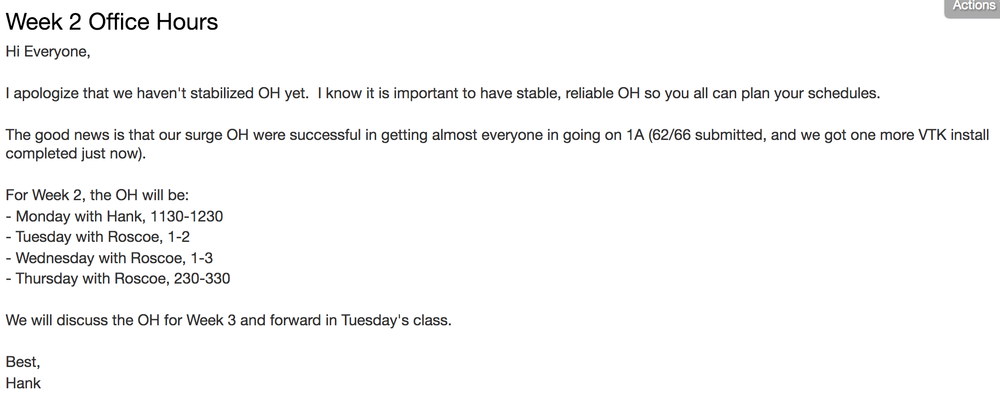 Actions
Week 2 Office Hours
Hi Everyone,
I apologize that we haven't stabilized OH yet.  I know it is important to have stable, reliable OH so you all can plan your schedules.
The good news is that our surge OH were successful in getting almost everyone in going on 1A (62/66 submitted, and we got one more VTK install
completed just now).
For Week 2, the OH will be:
- Monday with Hank, 1130-1230
- Tuesday with Roscoe, 1-2
- Wednesday with Roscoe, 1-3
- Thursday with Roscoe, 230-330
We will discuss the OH for Week 3 and forward in Tuesday's class.
Best,
Hank